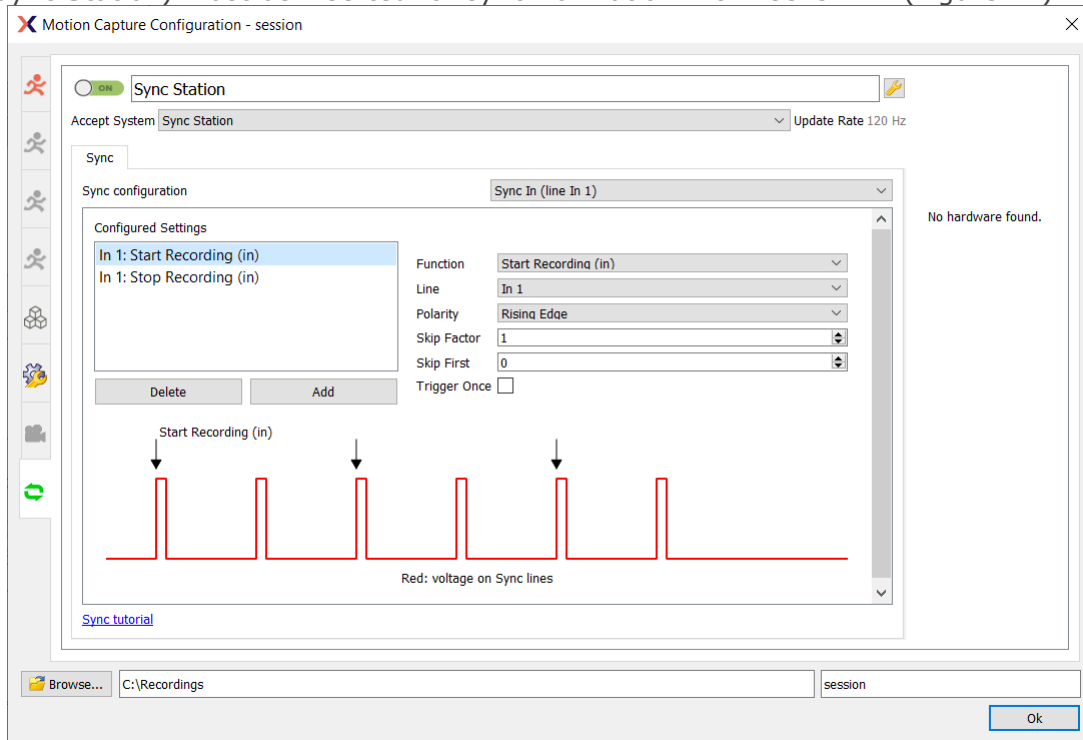 Motion Capture Configuration - session
ON Sync Station
Accept System Sync Station Update Rate 120 Hz
Sync
Sync configuration Sync In (line In 1)
No hardware found.
Configured Settings
In 1: Start Recording (in)
In 1: Stop Recording (in)
Function Start Recording (in)
Line In 1
Polarity Rising Edge
Skip Factor 1
Skip First 0
Trigger Once
Delete Add
Start Recording (in)
Red: voltage on Sync lines
Sync tutorial
Browse... C:\Recordings session
Ok